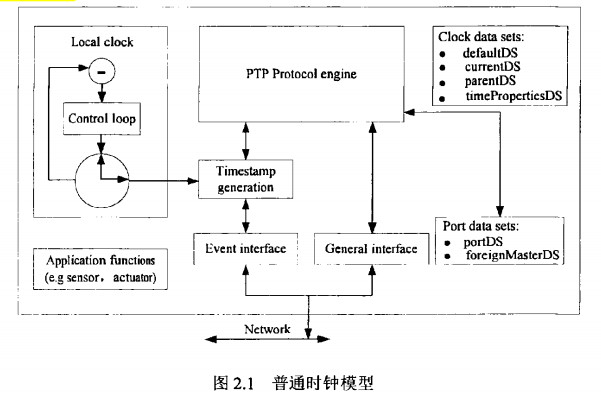 Local clock
−
Control loop
PTP Protocol engine
Clock data sets:
• defaultDS
• currentDS
• parentDS
• timePropertiesDS
Timestamp
generation
Event interface
General interface
Port data sets:
• portDS
• foreignMasterDS
Application functions
(e.g sensor，actuator)
Network
图 2.1 普通时钟模型